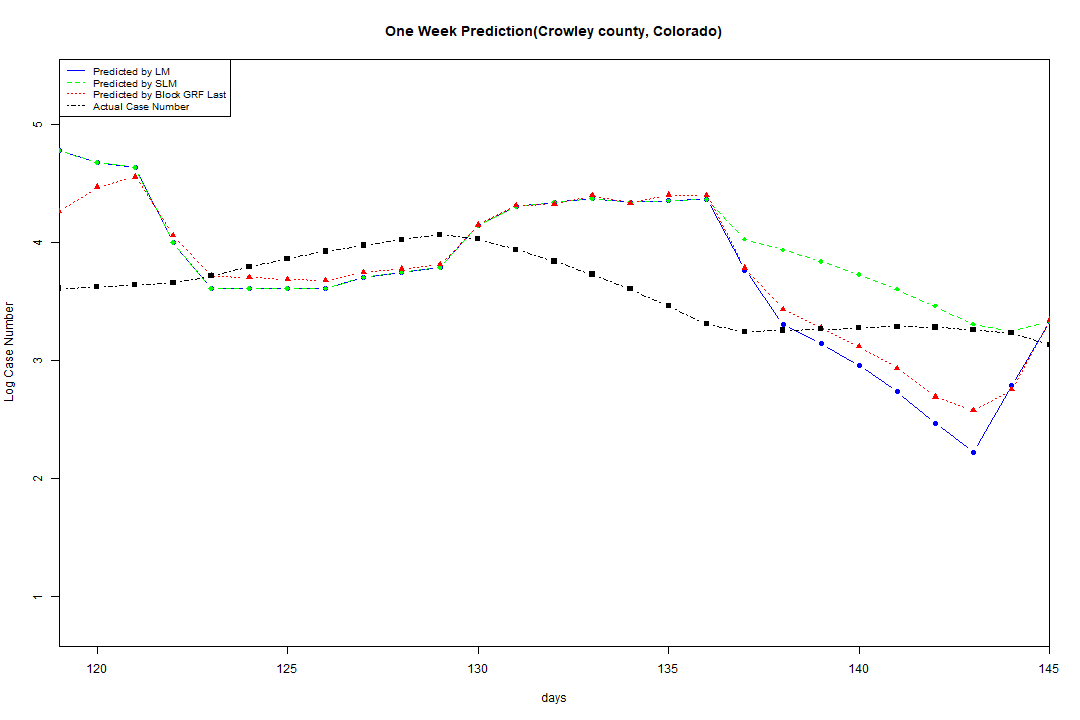 One Week Prediction(Crowley county, Colorado)
Predicted by LM
Predicted by SLM
Predicted by Block GRF Last
Actual Case Number
5
4
3
2
1
Log Case Number
120 125 130 135 140 145
days